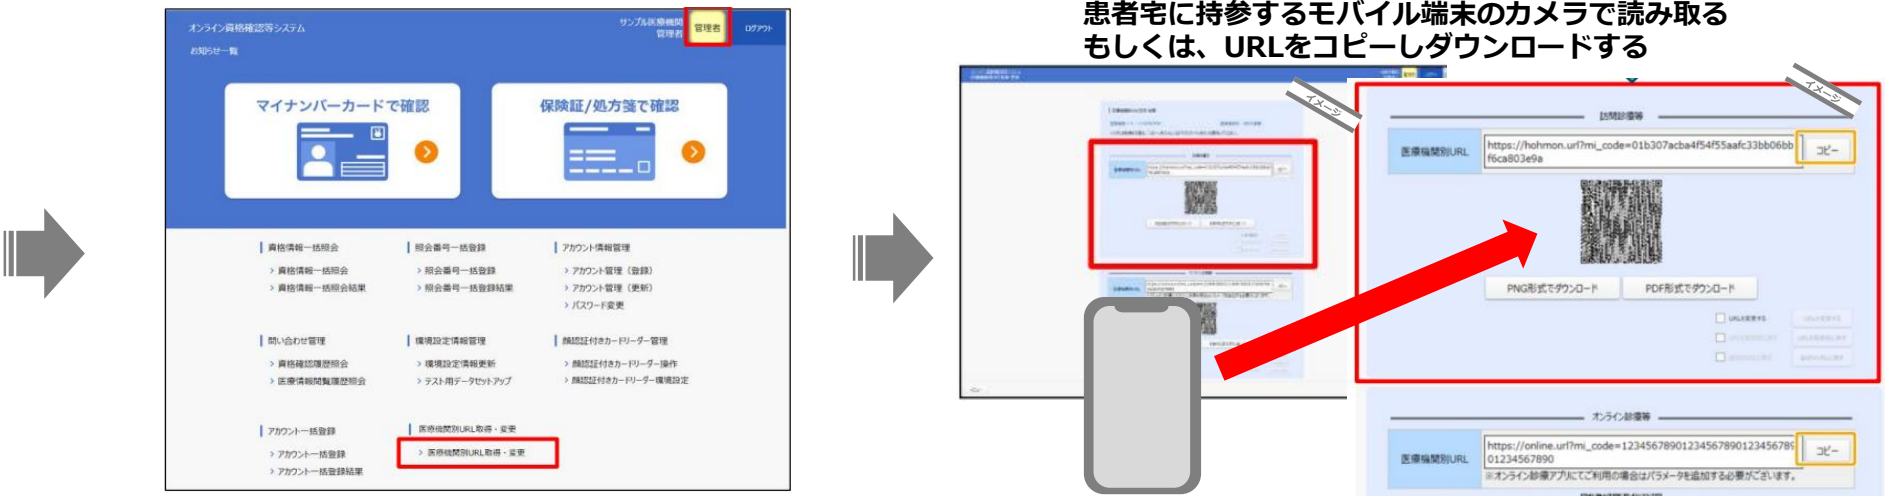 オンライン資格確認等システム
サンプル医療機関
管理者
管理者
ログアウト
お知らせ一覧
マイナンバーカードで確認
保険証/処方箋で確認
資格情報一括照会
照会番号一括登録
アカウント情報管理
> 資格情報一括照会
> 照会番号一括登録
> アカウント管理（登録）
> 資格情報一括照会結果
> 照会番号一括登録結果
> アカウント管理（更新）
> パスワード変更
問い合わせ管理
環境設定情報管理
顔認証付きカードリーダー管理
> 資格確認履歴照会
> 環境設定情報更新
> 顔認証付きカードリーダー操作
> 医療情報閲覧履歴照会
> テスト用データセットアップ
> 顔認証付きカードリーダー環境設定
アカウント一括登録
医療機関別URL取得・変更
> アカウント一括登録
> 医療機関別URL取得・変更
> アカウント一括登録結果
患者宅に持参するモバイル端末のカメラで読み取る
もしくは、URLをコピーしダウンロードする
イメージ
イメージ
訪問診療等
医療機関別URL
https://hohmon.url?mi_code=01b307acba4f54f55aafc33bb06bb
f6ca803e9a
コピー
PNG形式でダウンロード
PDF形式でダウンロード
URLを変更する
オンライン診療等
医療機関別URL
https://online.url?mi_code=12345678901234567890123456789
01234567890
コピー
※オンライン診療アプリにてご利用の場合はパラメータを追加する必要がございます。